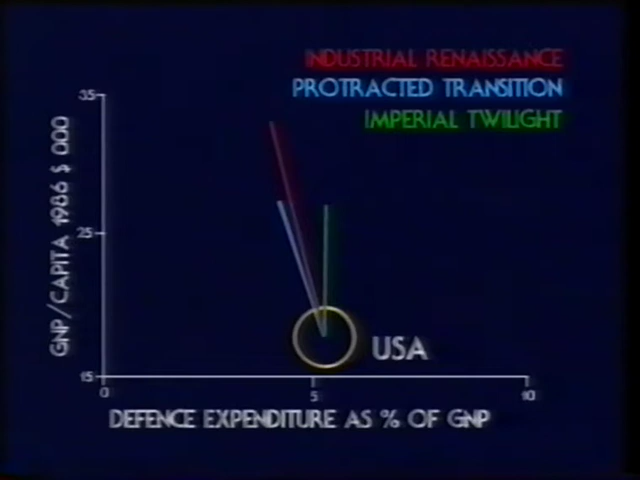 INDUSTRIAL RENAISSANCE
PROTRACTED TRANSITION
IMPERIAL TWILIGHT
35
25
15
GNP/CAPITA 1986 $ 000
USA
0
5
10
DEFENCE EXPENDITURE AS % OF GNP